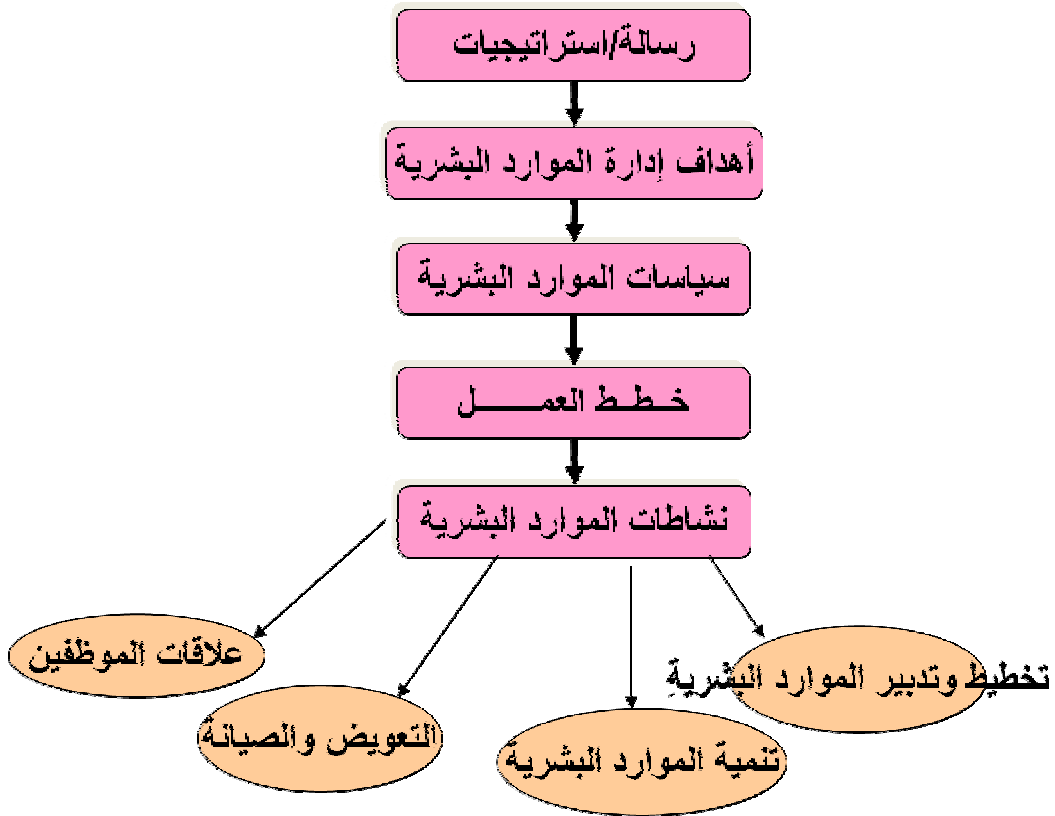 رسالة/استراتيجيات
أهداف إدارة الموارد البشرية
سياسات الموارد البشرية
خـطـط العمـــــل
نشاطات الموارد البشرية
تخطيط وتدبير الموارد البشرية
تنمية الموارد البشرية
التعويض والصيانة
علاقات الموظفين